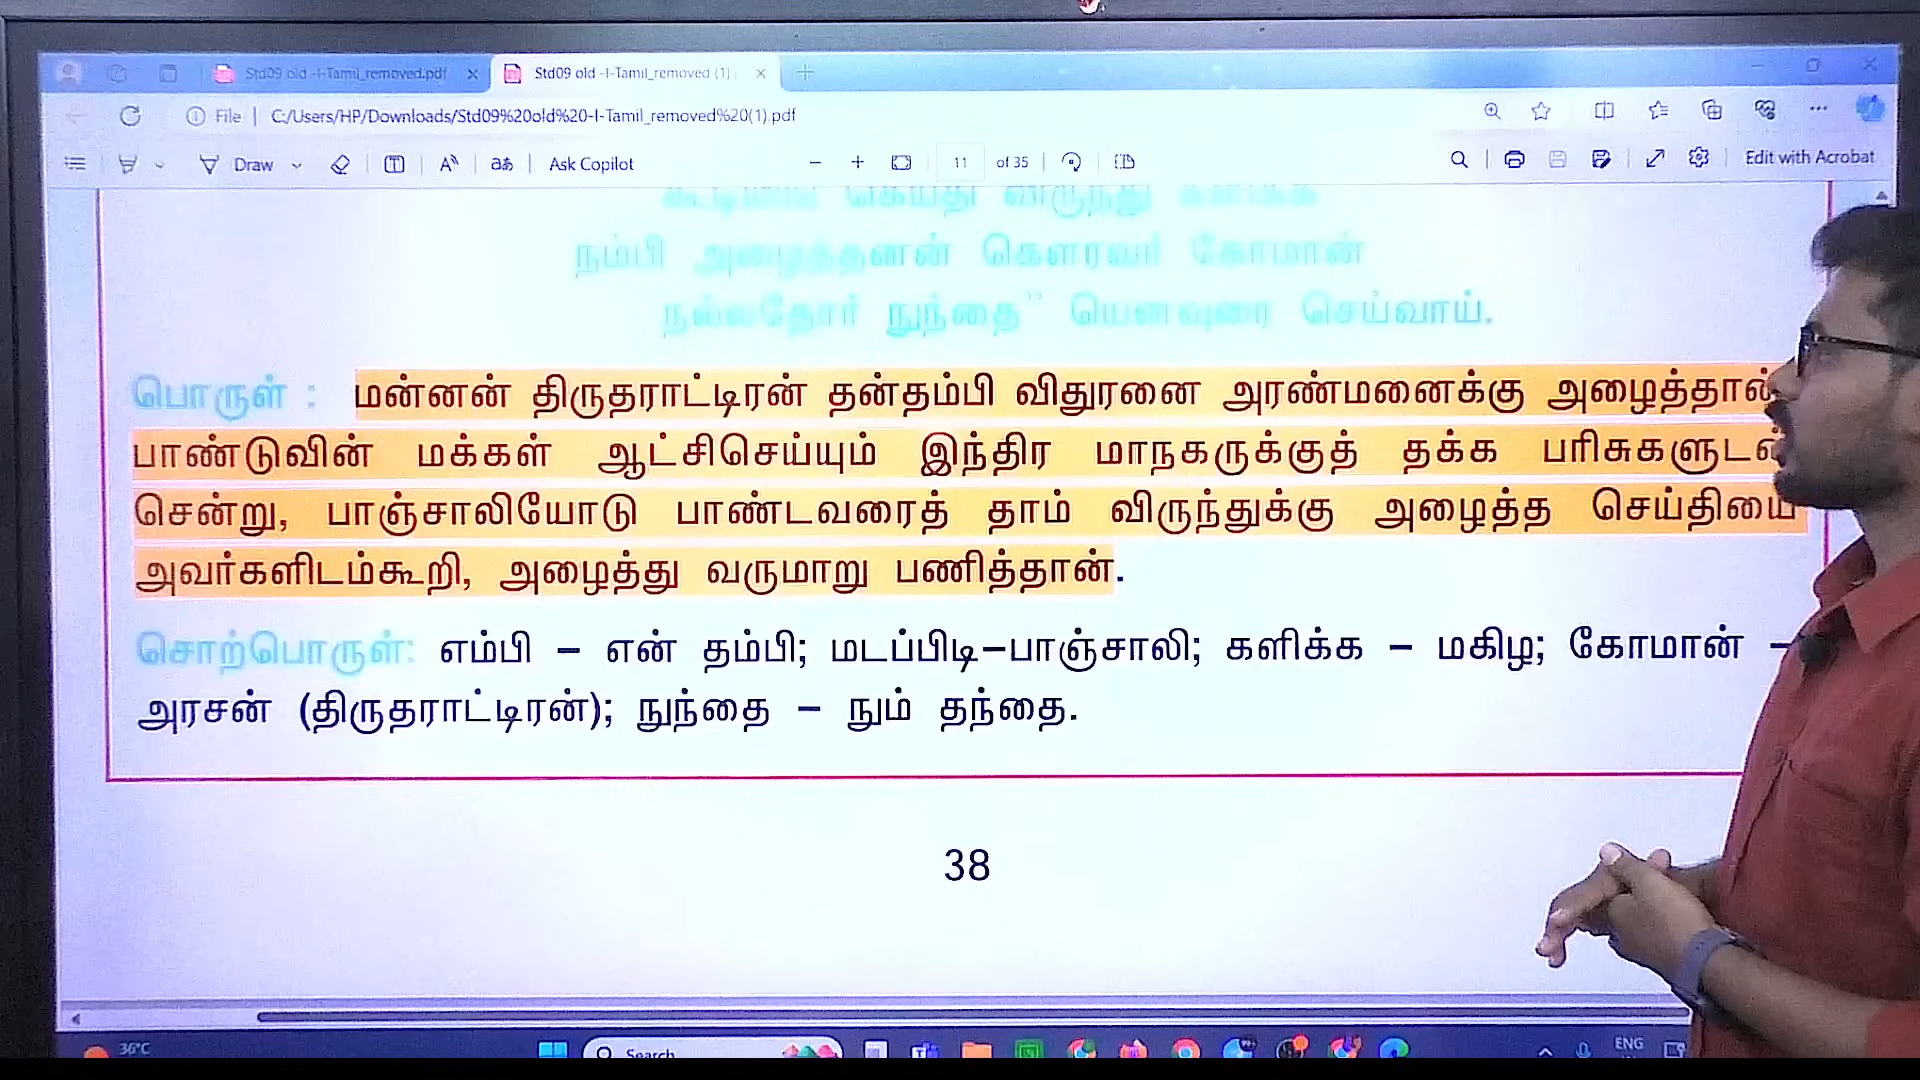 Std09 old -I-Tamil_removed.pdf
Std09 old -I-Tamil_removed (1)
File
C:/Users/HP/Downloads/Std09%20old%20-I-Tamil_removed%20(1).pdf
Draw
Ask Copilot
11 of 35
Edit with Acrobat
நம்பி அழைத்தனன் கௌரவர் கோமான்
நல்லதோர் நுந்தை” யெனவுரை செய்வாய்.
பொருள் : மன்னன் திருதராட்டிரன் தன்தம்பி விதுரனை அரண்மனைக்கு அழைத்தான்
பாண்டுவின் மக்கள் ஆட்சிசெய்யும் இந்திர மாநகருக்குத் தக்க பரிசுகளுடன்
சென்று, பாஞ்சாலியோடு பாண்டவரைத் தாம் விருந்துக்கு அழைத்த செய்தியை
அவர்களிடம்கூறி, அழைத்து வருமாறு பணித்தான்.
சொற்பொருள்: எம்பி – என் தம்பி; மடப்பிடி–பாஞ்சாலி; களிக்க – மகிழ; கோமான் –
அரசன் (திருதராட்டிரன்); நுந்தை – நும் தந்தை.
38
36°C
Search
ENG